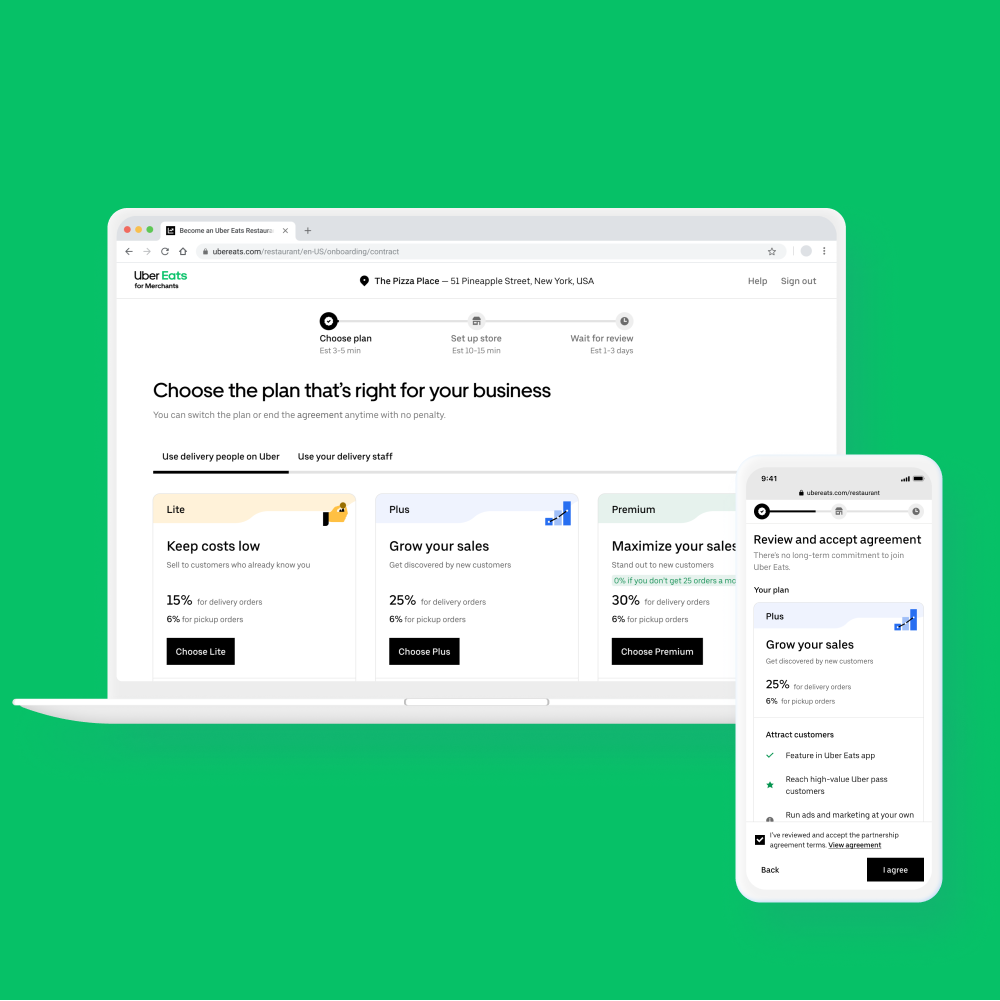 Become an Uber Eats Restaura
ubereats.com/restaurant/en-US/onboarding/contract
Uber Eats
for Merchants
The Pizza Place — 51 Pineapple Street, New York, USA
Help
Sign out
Choose plan
Est 3-5 min
Set up store
Est 10-15 min
Wait for review
Est 1-3 days
Choose the plan that's right for your business
You can switch the plan or end the agreement anytime with no penalty.
Use delivery people on Uber
Use your delivery staff
Lite
Keep costs low
Sell to customers who already know you
15% for delivery orders
6% for pickup orders
Choose Lite
Plus
Grow your sales
Get discovered by new customers
25% for delivery orders
6% for pickup orders
Choose Plus
Premium
Maximize your sales
Stand out to new customers
0% if you don't get 25 orders a mo
30% for delivery orders
6% for pickup orders
Choose Premium
9:41
ubereats.com/restaurant
Review and accept agreement
There's no long-term commitment to join
Uber Eats.
Your plan
Plus
Grow your sales
Get discovered by new customers
25% for delivery orders
6% for pickup orders
Attract customers
Feature in Uber Eats app
Reach high-value Uber pass
customers
Run ads and marketing at your own
I've reviewed and accept the partnership
agreement terms. View agreement
Back
I agree